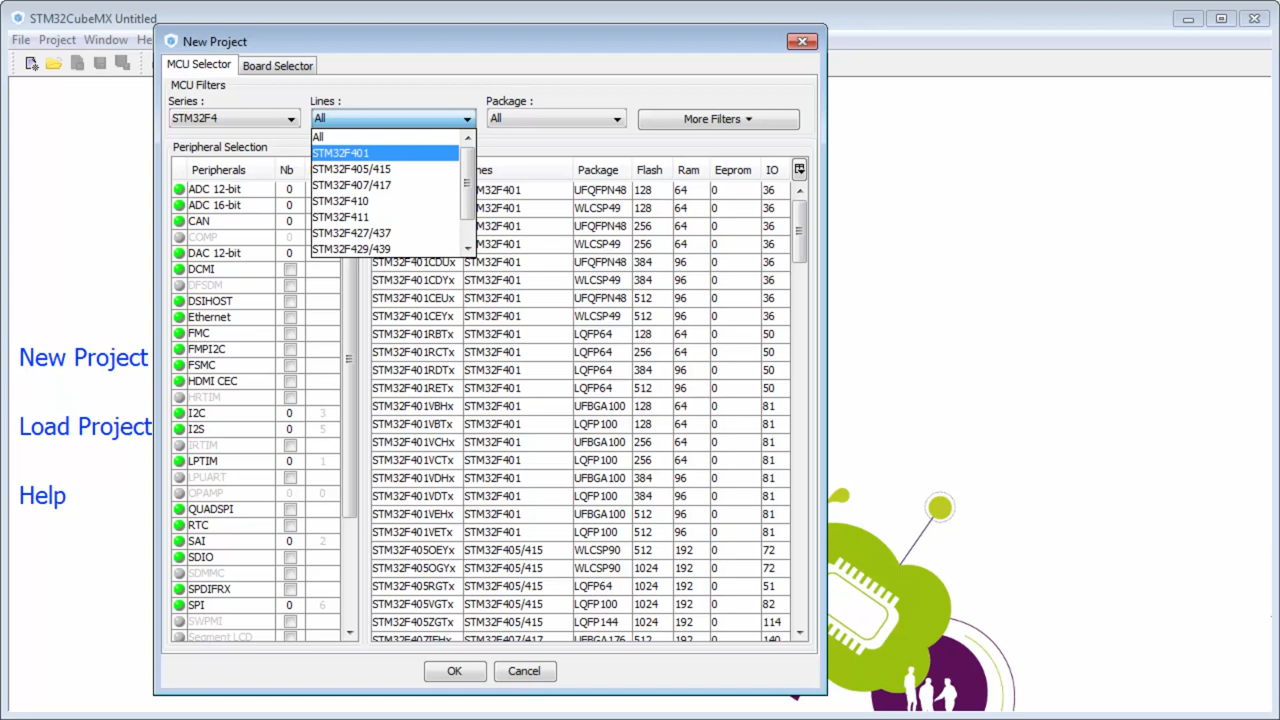 STM32CubeMX Untitled
File Project Window He
New Project
MCU Selector Board Selector
MCU Filters
Series : Lines : Package :
STM32F4 All All More Filters
All
STM32F401
STM32F405/415
STM32F407/417
STM32F410
STM32F411
STM32F427/437
STM32F429/439
Peripheral Selection
Peripherals Nb
ADC 12-bit 0
ADC 16-bit 0
CAN 0
COMP 0
DAC 12-bit 0
DCMI
DFSDM
DSIHOST
Ethernet
FMC
FMPI2C
FSMC
HDMI CEC
HRTIM
I2C 0 3
I2S 0 5
IRTIM
LPTIM 0 1
LPUART
OPAMP 0 0
QUADSPI
RTC
SAI 0 2
SDIO
SDMMC
SPDIFRX
SPI 0 6
SWPMI
Segment LCD
nes Package Flash Ram Eeprom IO
M32F401 UFQFPN48 128 64 0 36
M32F401 WLCSP49 128 64 0 36
M32F401 UFQFPN48 256 64 0 36
M32F401 WLCSP49 256 64 0 36
STM32F401CDUx STM32F401 UFQFPN48 384 96 0 36
STM32F401CDYx STM32F401 WLCSP49 384 96 0 36
STM32F401CEUx STM32F401 UFQFPN48 512 96 0 36
STM32F401CEYx STM32F401 WLCSP49 512 96 0 36
STM32F401RBTx STM32F401 LQFP64 128 64 0 50
STM32F401RCTx STM32F401 LQFP64 256 64 0 50
STM32F401RDTx STM32F401 LQFP64 384 96 0 50
STM32F401RETx STM32F401 LQFP64 512 96 0 50
STM32F401VBHx STM32F401 UFBGA100 128 64 0 81
STM32F401VBTx STM32F401 LQFP100 128 64 0 81
STM32F401VCHx STM32F401 UFBGA100 256 64 0 81
STM32F401VCTx STM32F401 LQFP100 256 64 0 81
STM32F401VDHx STM32F401 UFBGA100 384 96 0 81
STM32F401VDTx STM32F401 LQFP100 384 96 0 81
STM32F401VEHx STM32F401 UFBGA100 512 96 0 81
STM32F401VETx STM32F401 LQFP100 512 96 0 81
STM32F405OEYx STM32F405/415 WLCSP90 512 192 0 72
STM32F405OGYx STM32F405/415 WLCSP90 1024 192 0 72
STM32F405RGTx STM32F405/415 LQFP64 1024 192 0 51
STM32F405VGTx STM32F405/415 LQFP100 1024 192 0 82
STM32F405ZGTx STM32F405/415 LQFP144 1024 192 0 114
STM32F407IEHx STM32F407/417 UFBGA176 512 192 0 140
OK Cancel
New Project
Load Project
Help